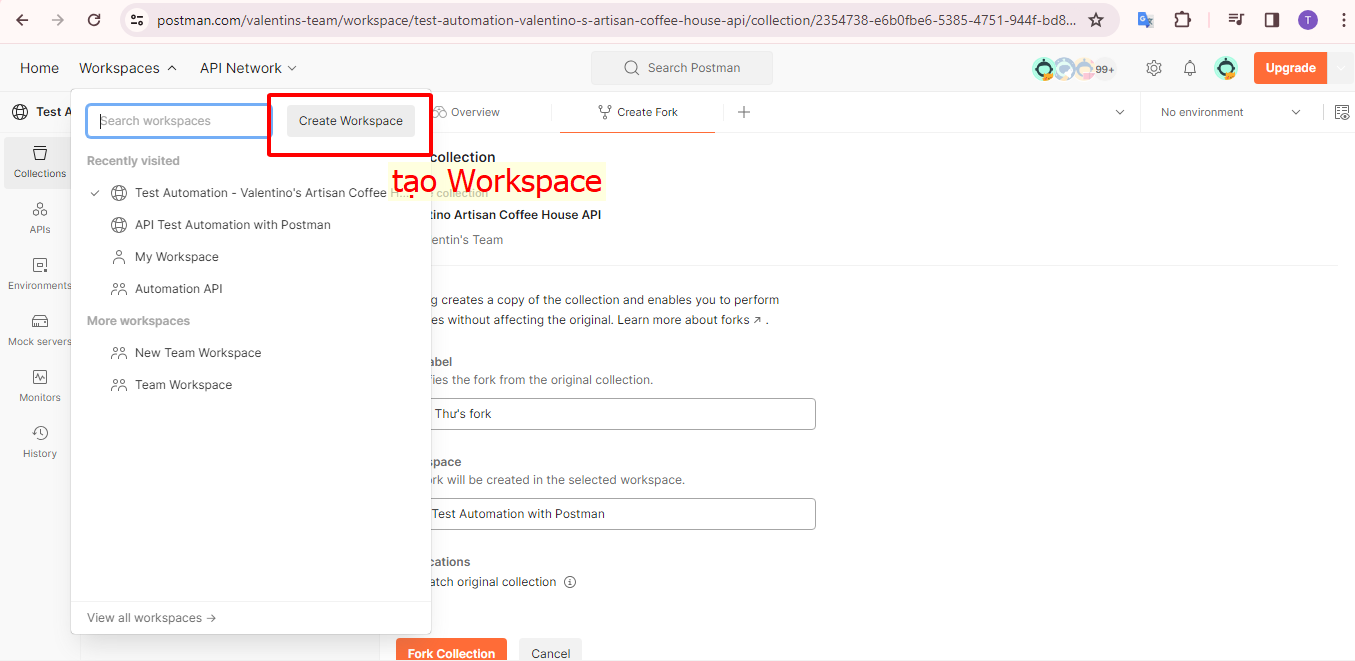 postman.com/valentins-team/workspace/test-automation-valentino-s-artisan-coffee-house-api/collection/2354738-e6b0fbe6-5385-4751-944f-bd8...
T
Home Workspaces API Network Search Postman 99+ Upgrade
Test A Search workspaces Create Workspace Overview Create Fork No environment
Collections
APIs
Environments
Mock servers
Monitors
History
Recently visited
Test Automation - Valentino's Artisan Coffee H...
API Test Automation with Postman
My Workspace
Automation API
More workspaces
New Team Workspace
Team Workspace
View all workspaces →
tạo Workspace
collection
collection
tino Artisan Coffee House API
entin's Team
g creates a copy of the collection and enables you to perform
es without affecting the original. Learn more about forks ↗ .
abel
fies the fork from the original collection.
Thư's fork
space
rk will be created in the selected workspace.
Test Automation with Postman
cations
atch original collection
Fork Collection Cancel